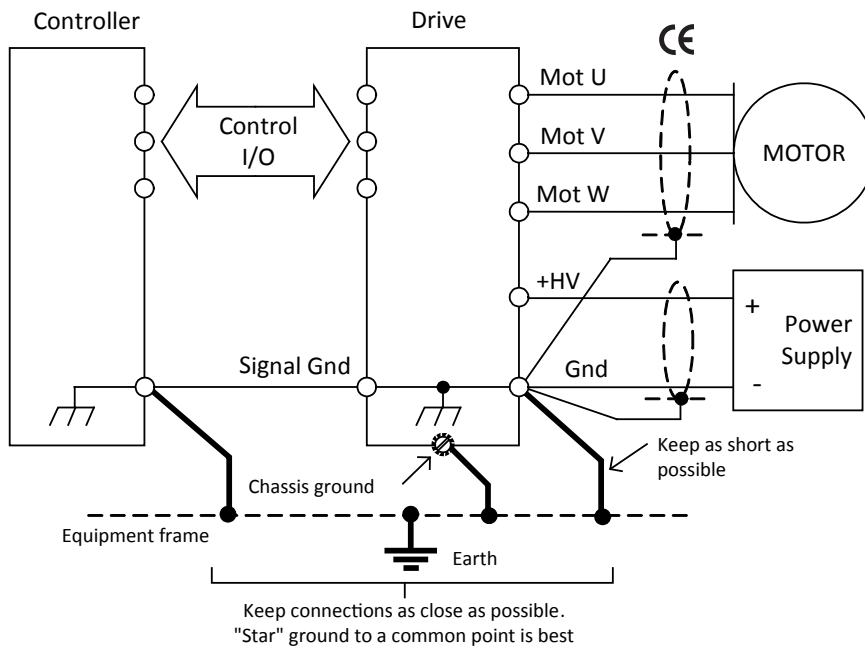 Controller
Drive
CE
Mot U
Control
I/O
Mot V
MOTOR
Mot W
+HV
+
Power
Supply
Signal Gnd
Gnd
-
Keep as short as
possible
Chassis ground
Equipment frame
Earth
Keep connections as close as possible.
"Star" ground to a common point is best